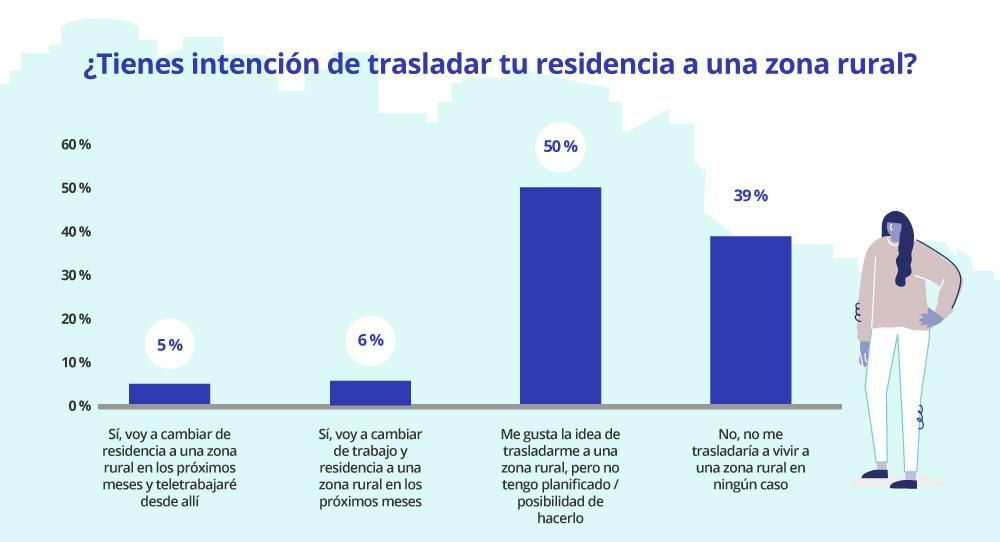 ¿Tienes intención de trasladar tu residencia a una zona rural?
60 %
50 %
40 %
30 %
20 %
10 %
0 %
5 %
6 %
50 %
39 %
Sí, voy a cambiar de
residencia a una zona
rural en los próximos
meses y teletrabajaré
desde allí
Sí, voy a cambiar
de trabajo y
residencia a una
zona rural en los
próximos meses
Me gusta la idea de
trasladarme a una
zona rural, pero no
tengo planificado /
posibilidad de
hacerlo
No, no me
trasladaría a vivir a
una zona rural en
ningún caso